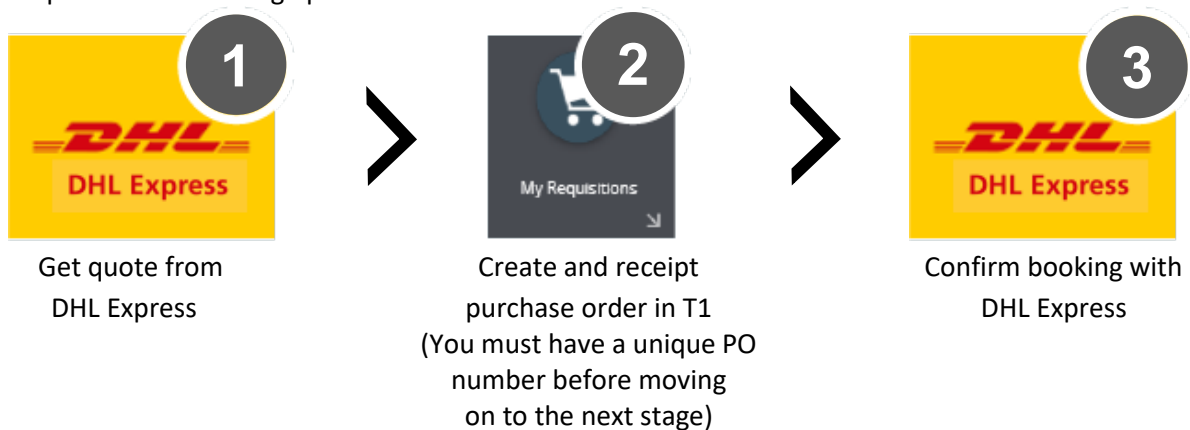 1
DHL
DHL Express
Get quote from
DHL Express
2
My Requisitions
Create and receipt
purchase order in T1
(You must have a unique PO
number before moving
on to the next stage)
3
DHL
DHL Express
Confirm booking with
DHL Express